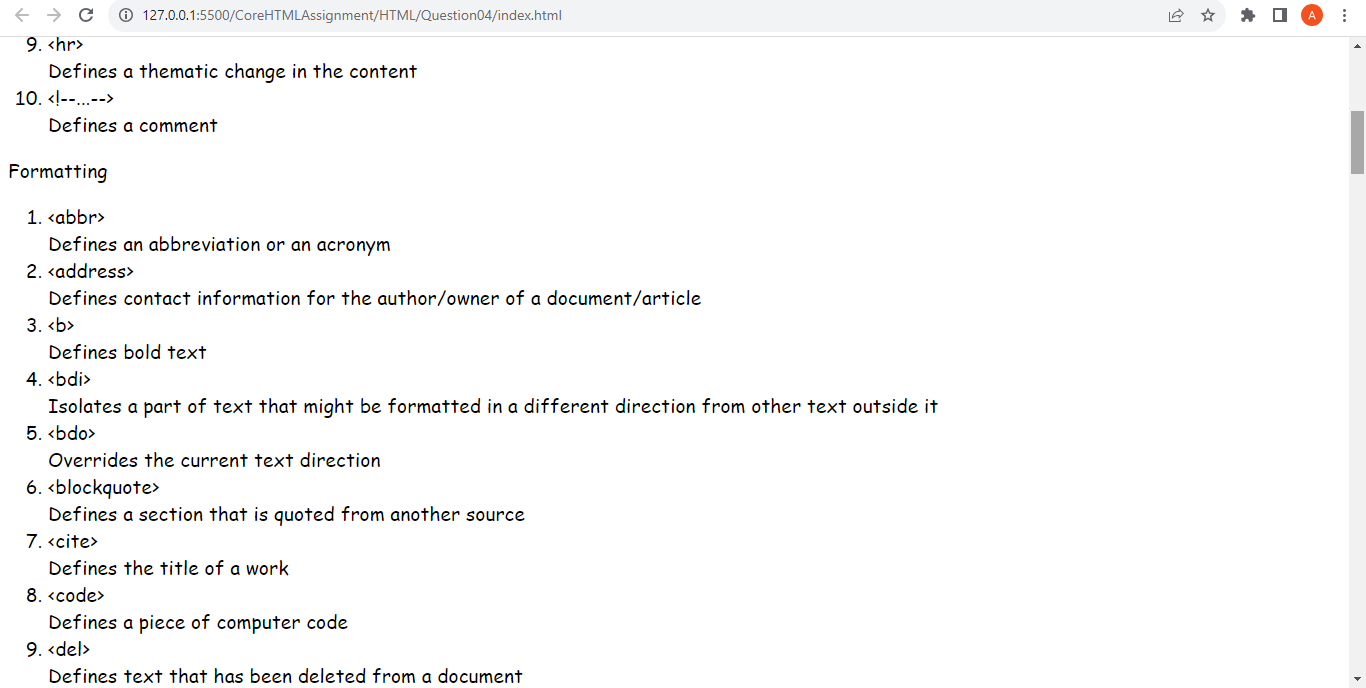 127.0.0.1:5500/CoreHTMLAssignment/HTML/Question04/index.html
A
9. <hr>
Defines a thematic change in the content
10. <!--...-->
Defines a comment
Formatting
1. <abbr>
Defines an abbreviation or an acronym
2. <address>
Defines contact information for the author/owner of a document/article
3. <b>
Defines bold text
4. <bdi>
Isolates a part of text that might be formatted in a different direction from other text outside it
5. <bdo>
Overrides the current text direction
6. <blockquote>
Defines a section that is quoted from another source
7. <cite>
Defines the title of a work
8. <code>
Defines a piece of computer code
9. <del>
Defines text that has been deleted from a document